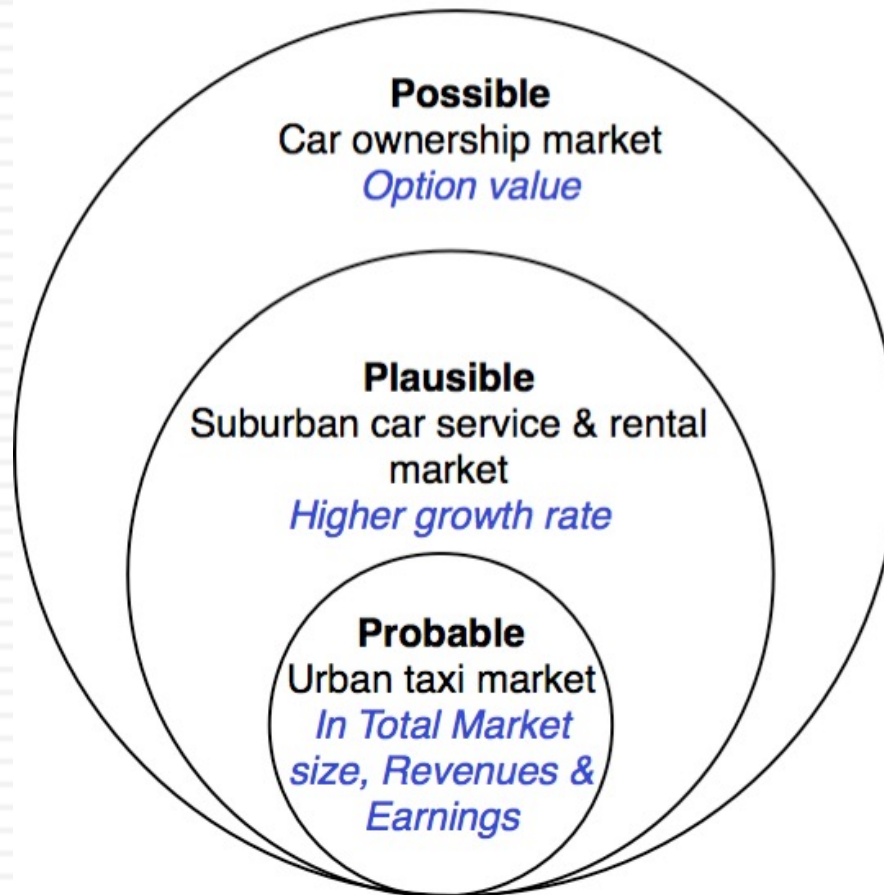 Possible
Car ownership market
Option value
Plausible
Suburban car service & rental
market
Higher growth rate
Probable
Urban taxi market
In Total Market
size, Revenues &
Earnings